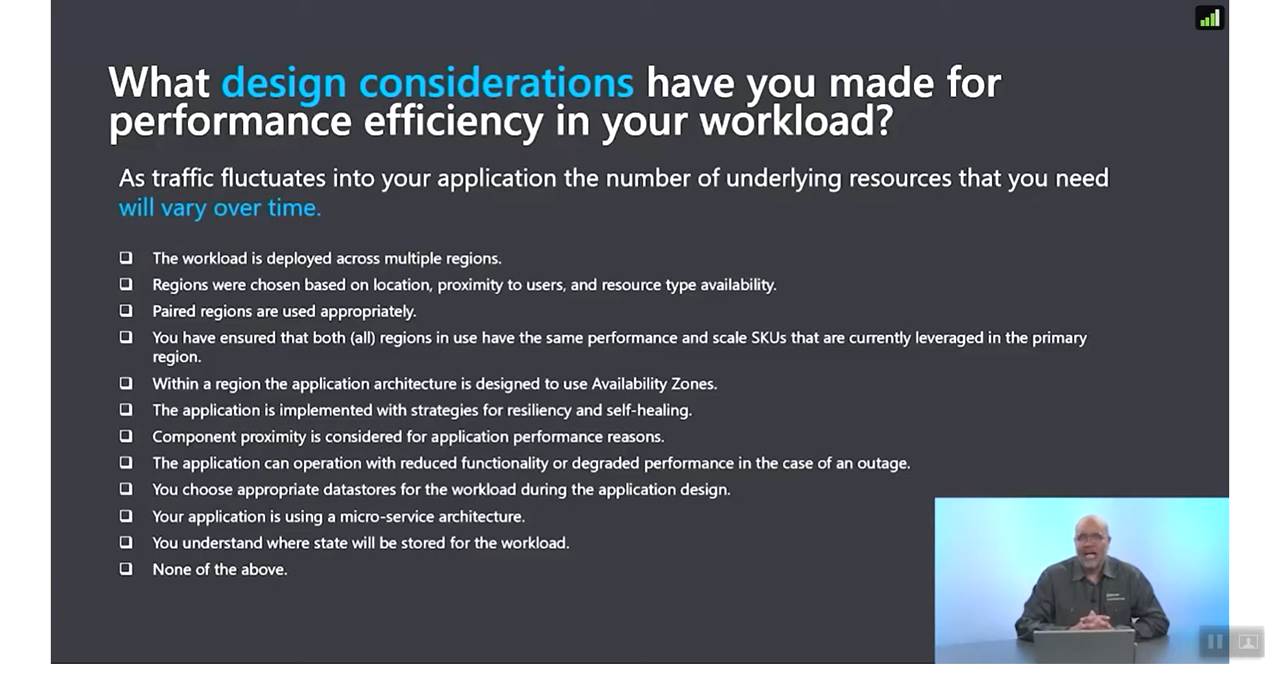 What design considerations have you made for
performance efficiency in your workload?
As traffic fluctuates into your application the number of underlying resources that you need
will vary over time.
The workload is deployed across multiple regions.
Regions were chosen based on location, proximity to users, and resource type availability.
Paired regions are used appropriately.
You have ensured that both (all) regions in use have the same performance and scale SKUs that are currently leveraged in the primary
region.
Within a region the application architecture is designed to use Availability Zones.
The application is implemented with strategies for resiliency and self-healing.
Component proximity is considered for application performance reasons.
The application can operation with reduced functionality or degraded performance in the case of an outage.
You choose appropriate datastores for the workload during the application design.
Your application is using a micro-service architecture.
You understand where state will be stored for the workload.
None of the above.